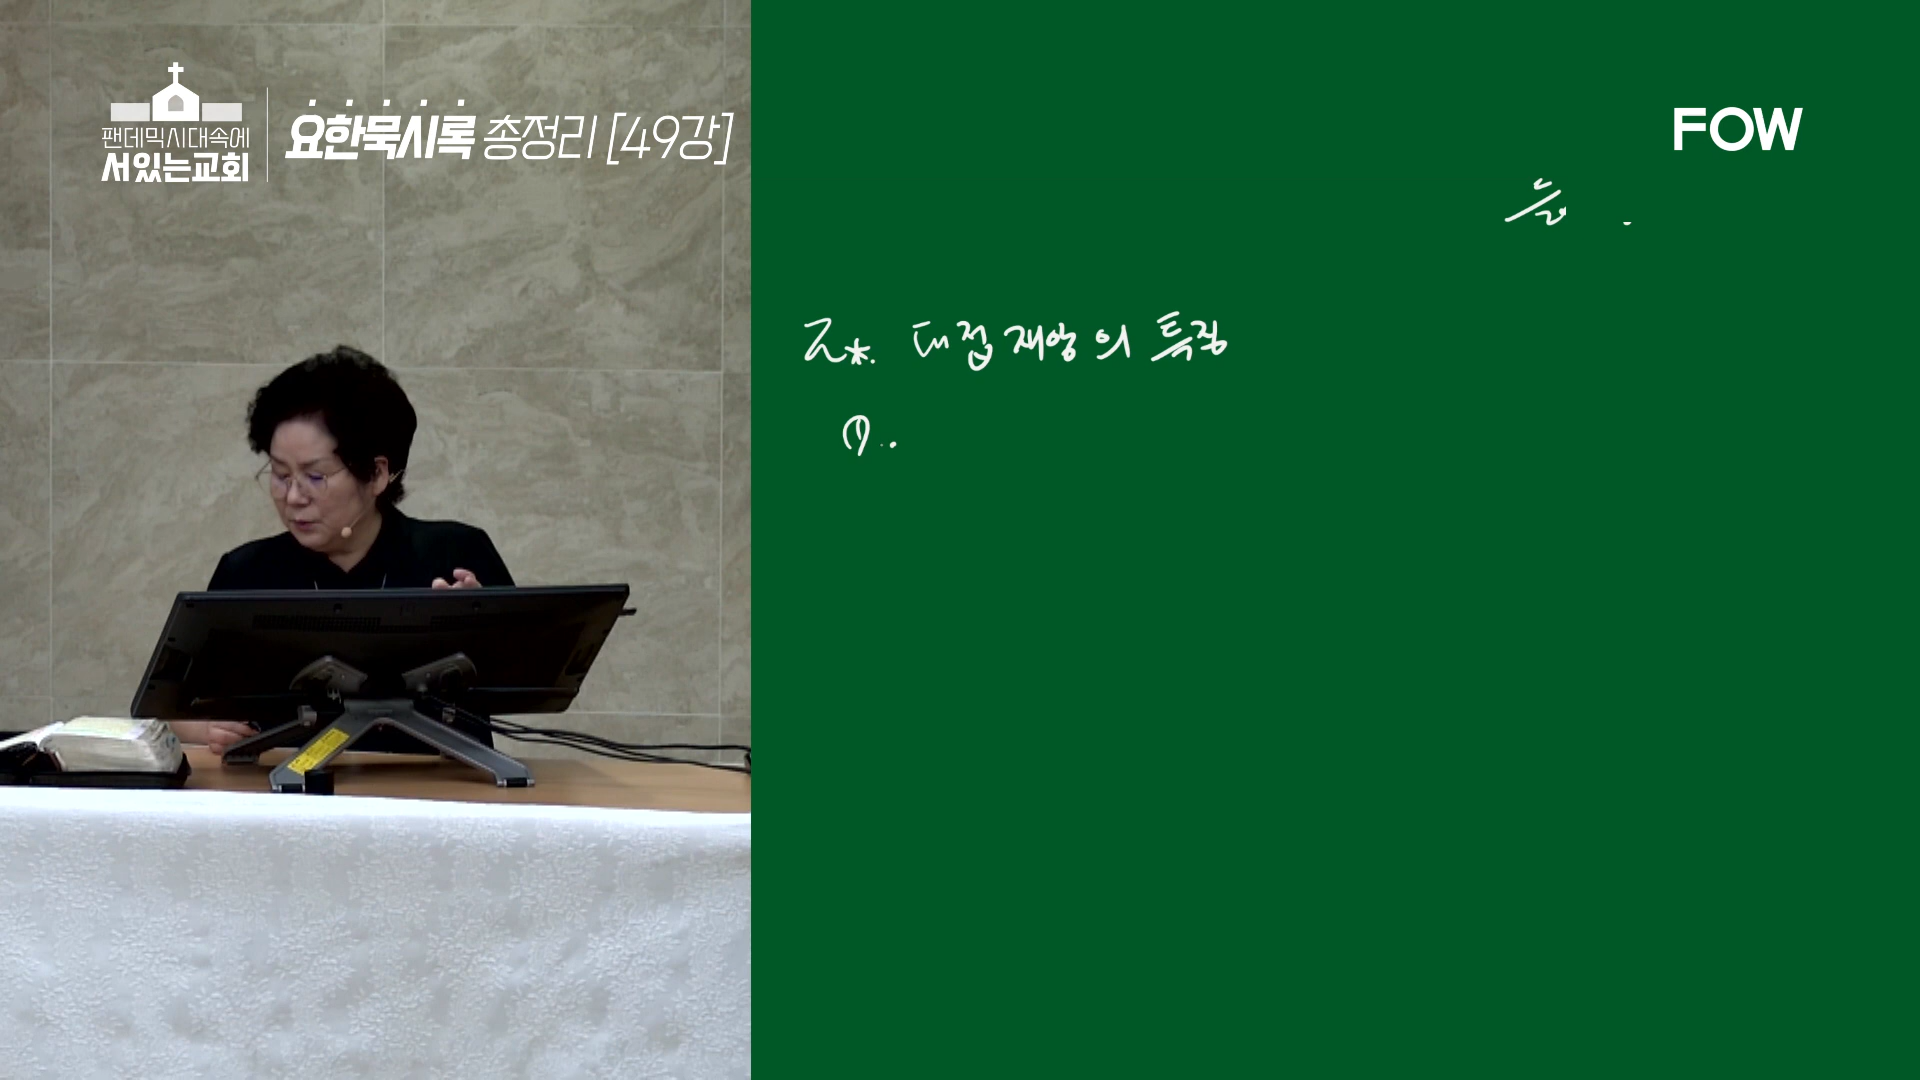 팬데믹시대속에
서있는교회
요한묵시록 총정리 [49강]
FOW
늘 .
ㄹ*. 대접재앙의 특징
①..